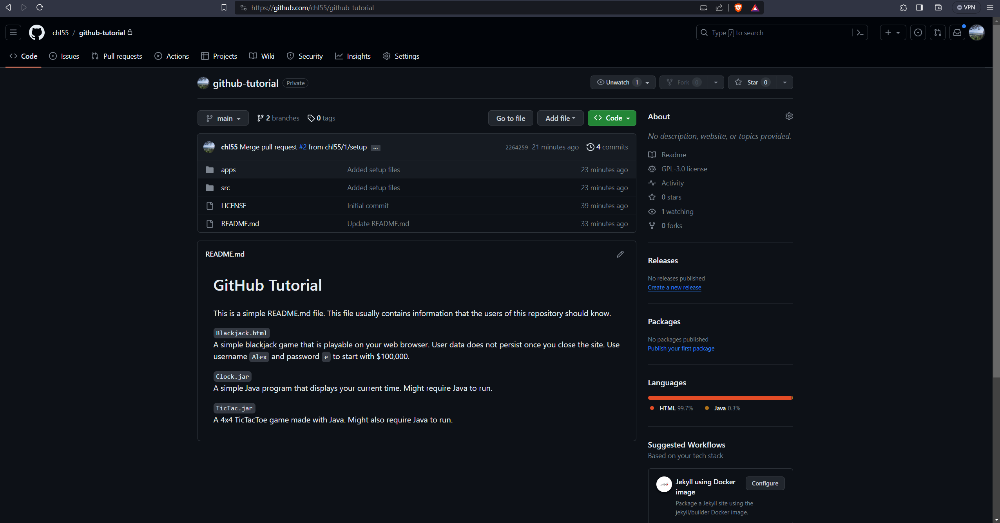 https://github.com/chl55/github-tutorial
VPN
chl55 / github-tutorial
Type / to search
Code
Issues
Pull requests
Actions
Projects
Wiki
Security
Insights
Settings
github-tutorial Private
Unwatch 1
Fork 0
Star 0
main
2 branches
0 tags
Go to file
Add file
Code
chl55 Merge pull request #2 from chl55/1/setup ...
2264259 21 minutes ago
4 commits
apps Added setup files 23 minutes ago
src Added setup files 23 minutes ago
LICENSE Initial commit 39 minutes ago
README.md Update README.md 33 minutes ago
README.md
GitHub Tutorial
This is a simple README.md file. This file usually contains information that the users of this repository should know.
Blackjack.html
A simple blackjack game that is playable on your web browser. User data does not persist once you close the site. Use
username Alex and password e to start with $100,000.
Clock.jar
A simple Java program that displays your current time. Might require Java to run.
TicTac.jar
A 4x4 TicTacToe game made with Java. Might also require Java to run.
About
No description, website, or topics provided.
Readme
GPL-3.0 license
Activity
0 stars
1 watching
0 forks
Releases
No releases published
Create a new release
Packages
No packages published
Publish your first package
Languages
HTML 99.7%
Java 0.3%
Suggested Workflows
Based on your tech stack
Jekyll using Docker
image
Configure
Package a Jekyll site using the
jekyll/builder Docker image.